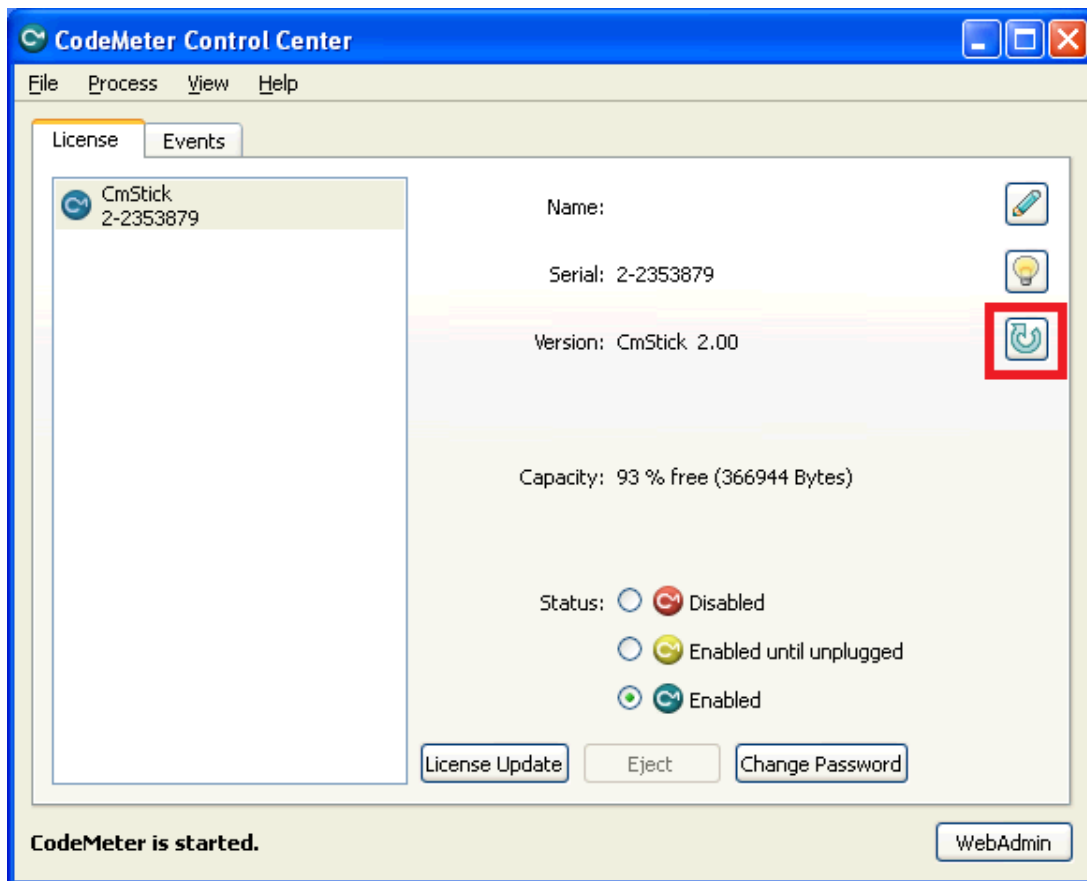 CodeMeter Control Center
File Process View Help
License Events
CmStick
2-2353879
Name:
Serial: 2-2353879
Version: CmStick 2.00
Capacity: 93 % free (366944 Bytes)
Status: Disabled
Enabled until unplugged
Enabled
License Update Eject Change Password
CodeMeter is started. WebAdmin